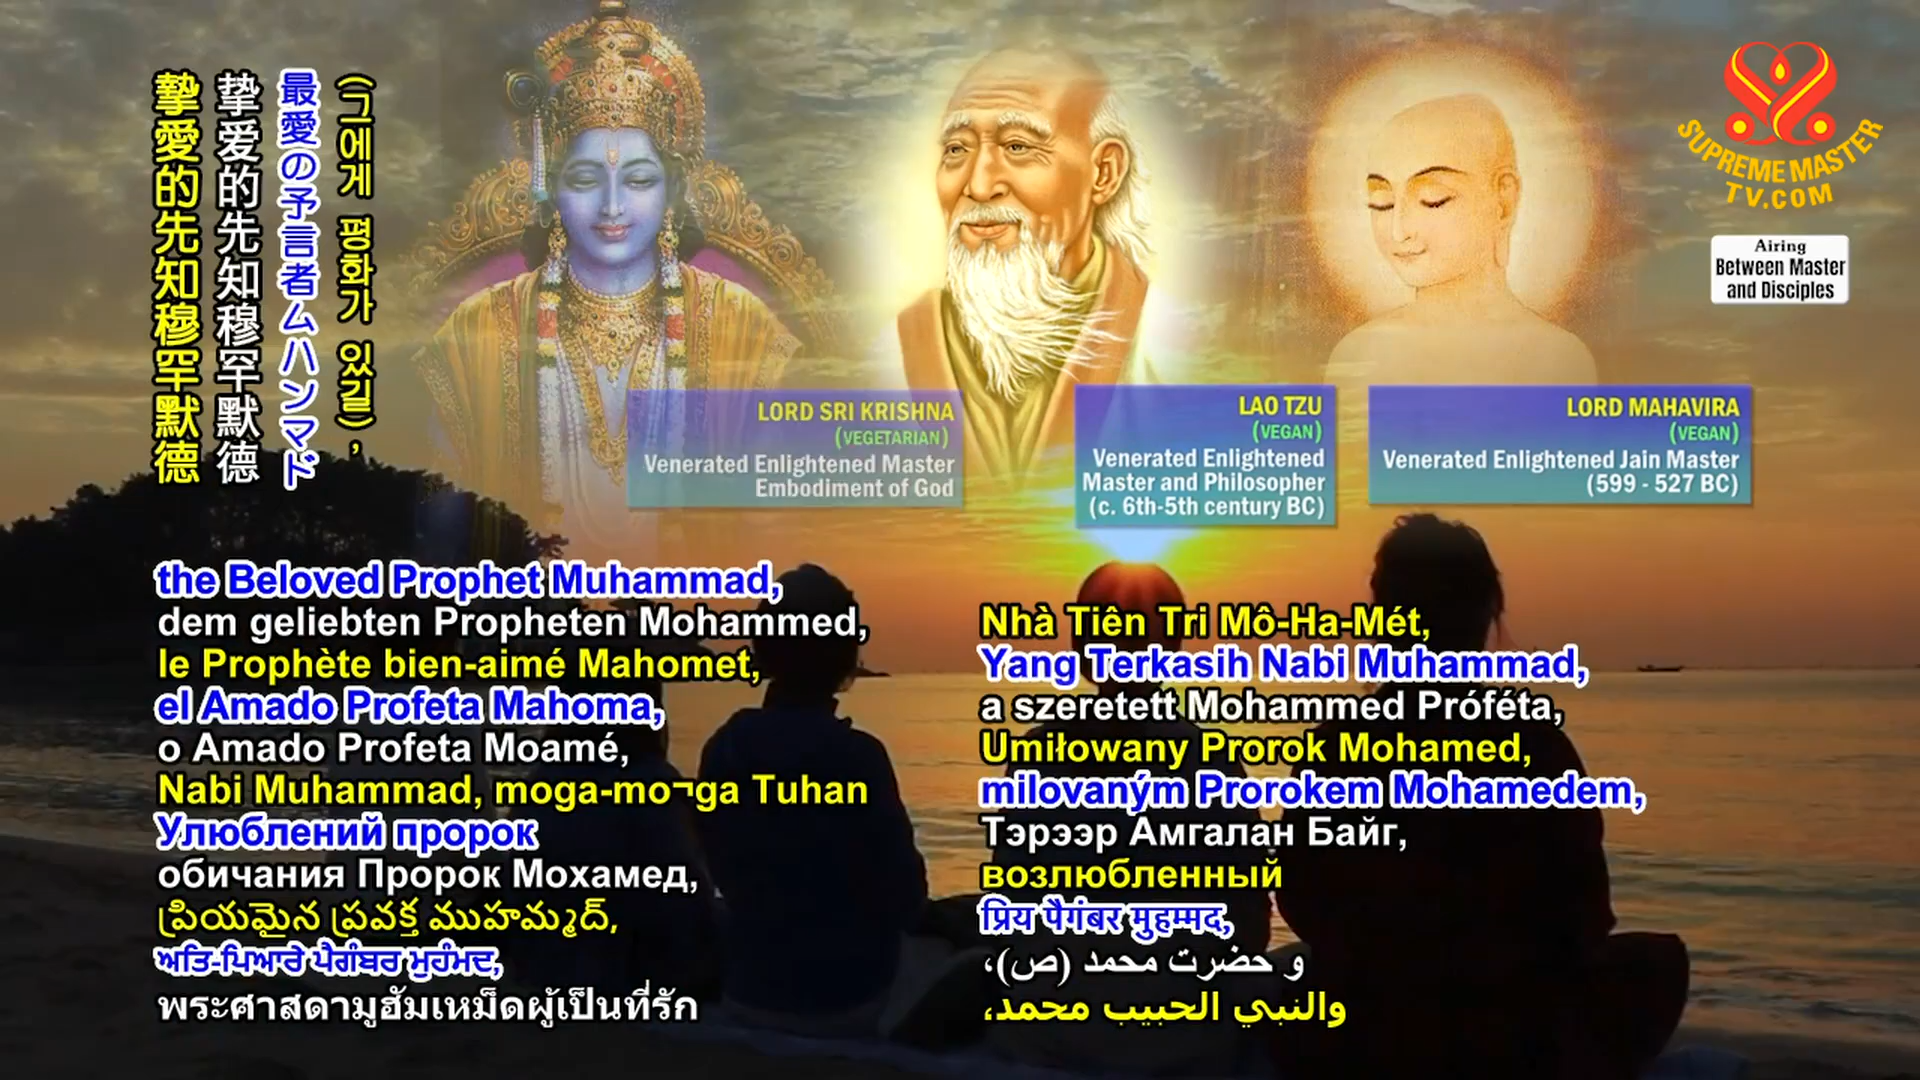 (그에게 평화가 있길),
最愛の予言者ムハンマド
挚爱的先知穆罕默德
摯愛的先知穆罕默德
SUPREME MASTER
TV.COM
Airing
Between Master
and Disciples
LORD SRI KRISHNA
(VEGETARIAN)
Venerated Enlightened Master
Embodiment of God
LAO TZU
(VEGAN)
Venerated Enlightened
Master and Philosopher
(c. 6th-5th century BC)
LORD MAHAVIRA
(VEGAN)
Venerated Enlightened Jain Master
(599 - 527 BC)
the Beloved Prophet Muhammad,
dem geliebten Propheten Mohammed,
le Prophète bien-aimé Mahomet,
el Amado Profeta Mahoma,
o Amado Profeta Moamé,
Nabi Muhammad, moga-mo¬ga Tuhan
Улюблений пророк
обичания Пророк Мохамед,
ప్రియమైన ప్రవక్త ముహమ్మద్,
ਅਤਿ-ਪਿਆਰੇ ਪੈਗੰਬਰ ਮੁਹੰਮਦ,
พระศาสดามูฮัมเหม็ดผู้เป็นที่รัก
Nhà Tiên Tri Mô-Ha-Mét,
Yang Terkasih Nabi Muhammad,
a szeretett Mohammed Próféta,
Umiłowany Prorok Mohamed,
milovaným Prorokem Mohamedem,
Тэрээр Амгалан Байг,
возлюбленный
प्रिय पैगंबर मुहम्मद,
و حضرت محمد (ص)،
والنبي الحبيب محمد،